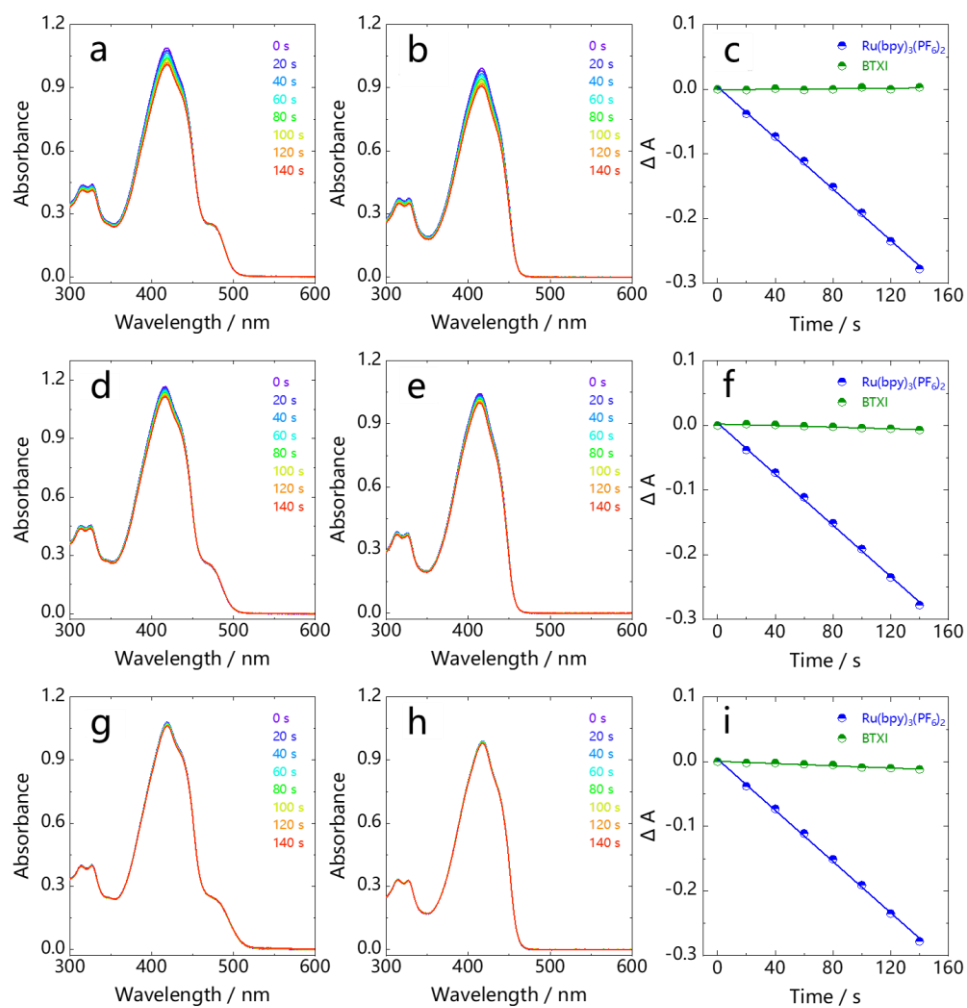 a
1.2
0.9
0.6
0.3
0.0
Absorbance
300 400 500 600
Wavelength / nm
0 s
20 s
40 s
60 s
80 s
100 s
120 s
140 s
b
1.2
0.9
0.6
0.3
0.0
Absorbance
300 400 500 600
Wavelength / nm
0 s
20 s
40 s
60 s
80 s
100 s
120 s
140 s
c
0.1
0.0
-0.1
-0.2
-0.3
Δ A
0 40 80 120 160
Time / s
Ru(bpy)₃(PF₆)₂
BTXI
d
1.2
0.9
0.6
0.3
0.0
Absorbance
300 400 500 600
Wavelength / nm
0 s
20 s
40 s
60 s
80 s
100 s
120 s
140 s
e
1.2
0.9
0.6
0.3
0.0
Absorbance
300 400 500 600
Wavelength / nm
0 s
20 s
40 s
60 s
80 s
100 s
120 s
140 s
f
0.1
0.0
-0.1
-0.2
-0.3
Δ A
0 40 80 120 160
Time / s
Ru(bpy)₃(PF₆)₂
BTXI
g
1.2
0.9
0.6
0.3
0.0
Absorbance
300 400 500 600
Wavelength / nm
0 s
20 s
40 s
60 s
80 s
100 s
120 s
140 s
h
1.2
0.9
0.6
0.3
0.0
Absorbance
300 400 500 600
Wavelength / nm
0 s
20 s
40 s
60 s
80 s
100 s
120 s
140 s
i
0.1
0.0
-0.1
-0.2
-0.3
Δ A
0 40 80 120 160
Time / s
Ru(bpy)₃(PF₆)₂
BTXI